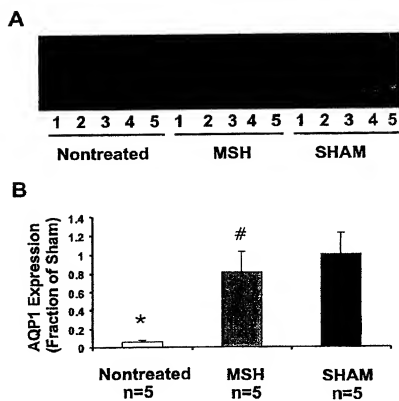 A
1 2 3 4 5 1 2 3 4 5 1 2 3 4 5
Nontreated MSH SHAM
B
AQP1 Expression
(Fraction of Sham)
1.4
1.2
1
0.8
0.6
0.4
0.2
0
*
#
Nontreated MSH SHAM
n=5 n=5 n=5